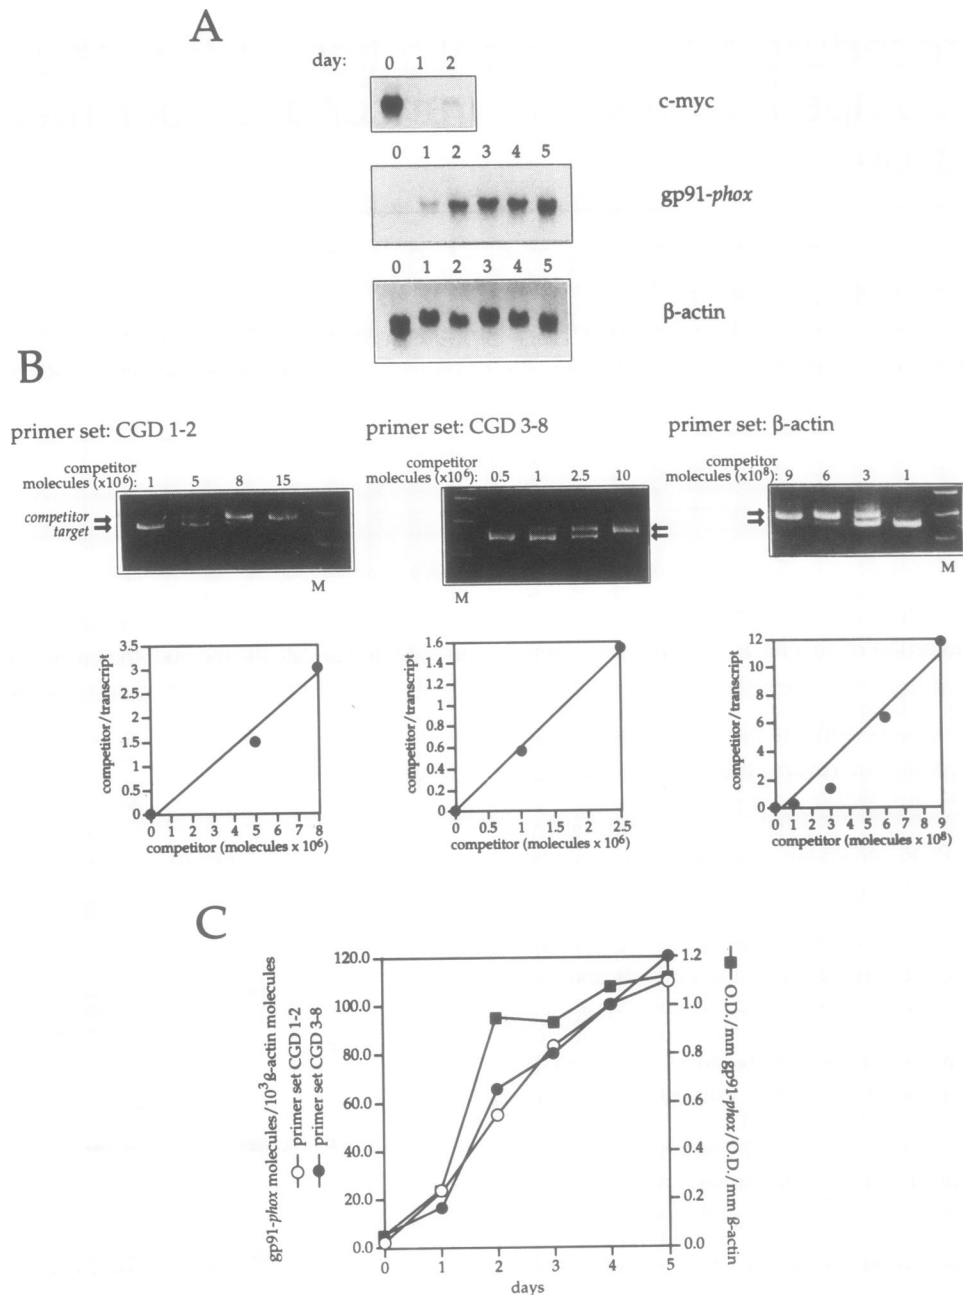 A
day: 0 1 2
c-myc
0 1 2 3 4 5
gp91-phox
0 1 2 3 4 5
β-actin
B
primer set: CGD 1-2
competitor
molecules (x10⁶): 1 5 8 15
competitor
target
M
primer set: CGD 3-8
competitor
molecules (x10⁶): 0.5 1 2.5 10
M
primer set: β-actin
competitor
molecules (x10⁸): 9 6 3 1
M
competitor/transcript
3.5
3
2.5
2
1.5
1
0.5
0
0 1 2 3 4 5 6 7 8
competitor (molecules x 10⁶)
competitor/transcript
1.6
1.4
1.2
1
0.8
0.6
0.4
0.2
0
0 0.5 1 1.5 2 2.5
competitor (molecules x 10⁶)
competitor/transcript
12
10
8
6
4
2
0
0 1 3 4 6 8 9
competitor (molecules x 10⁸)
C
gp91-phox molecules/10³ß-actin molecules
primer set CGD 1-2
primer set CGD 3-8
120.0
100.0
80.0
60.0
40.0
20.0
0.0
0 1 2 3 4 5
days
1.2
1.0
0.8
0.6
0.4
0.2
0.0
O.D./mm gp91-phox/O.D./mm ß-actin